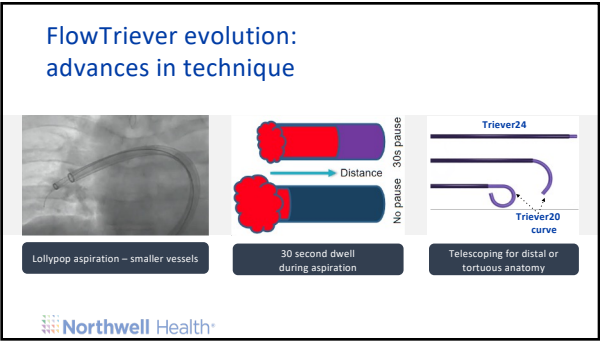 FlowTriever evolution:
advances in technique
30s pause
Distance
No pause
Triever24
Triever20
curve
Lollypop aspiration – smaller vessels
30 second dwell
during aspiration
Telescoping for distal or
tortuous anatomy
Northwell Health